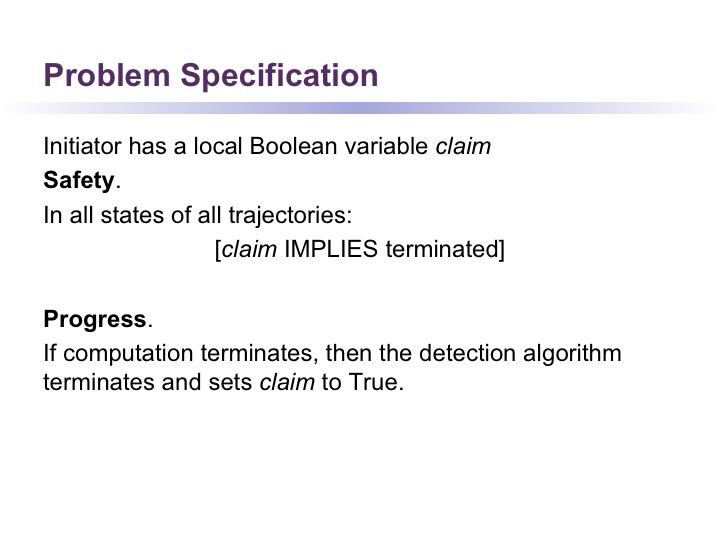 Problem Specification
Initiator has a local Boolean variable claim
Safety.
In all states of all trajectories:
[claim IMPLIES terminated]
Progress.
If computation terminates, then the detection algorithm
terminates and sets claim to True.